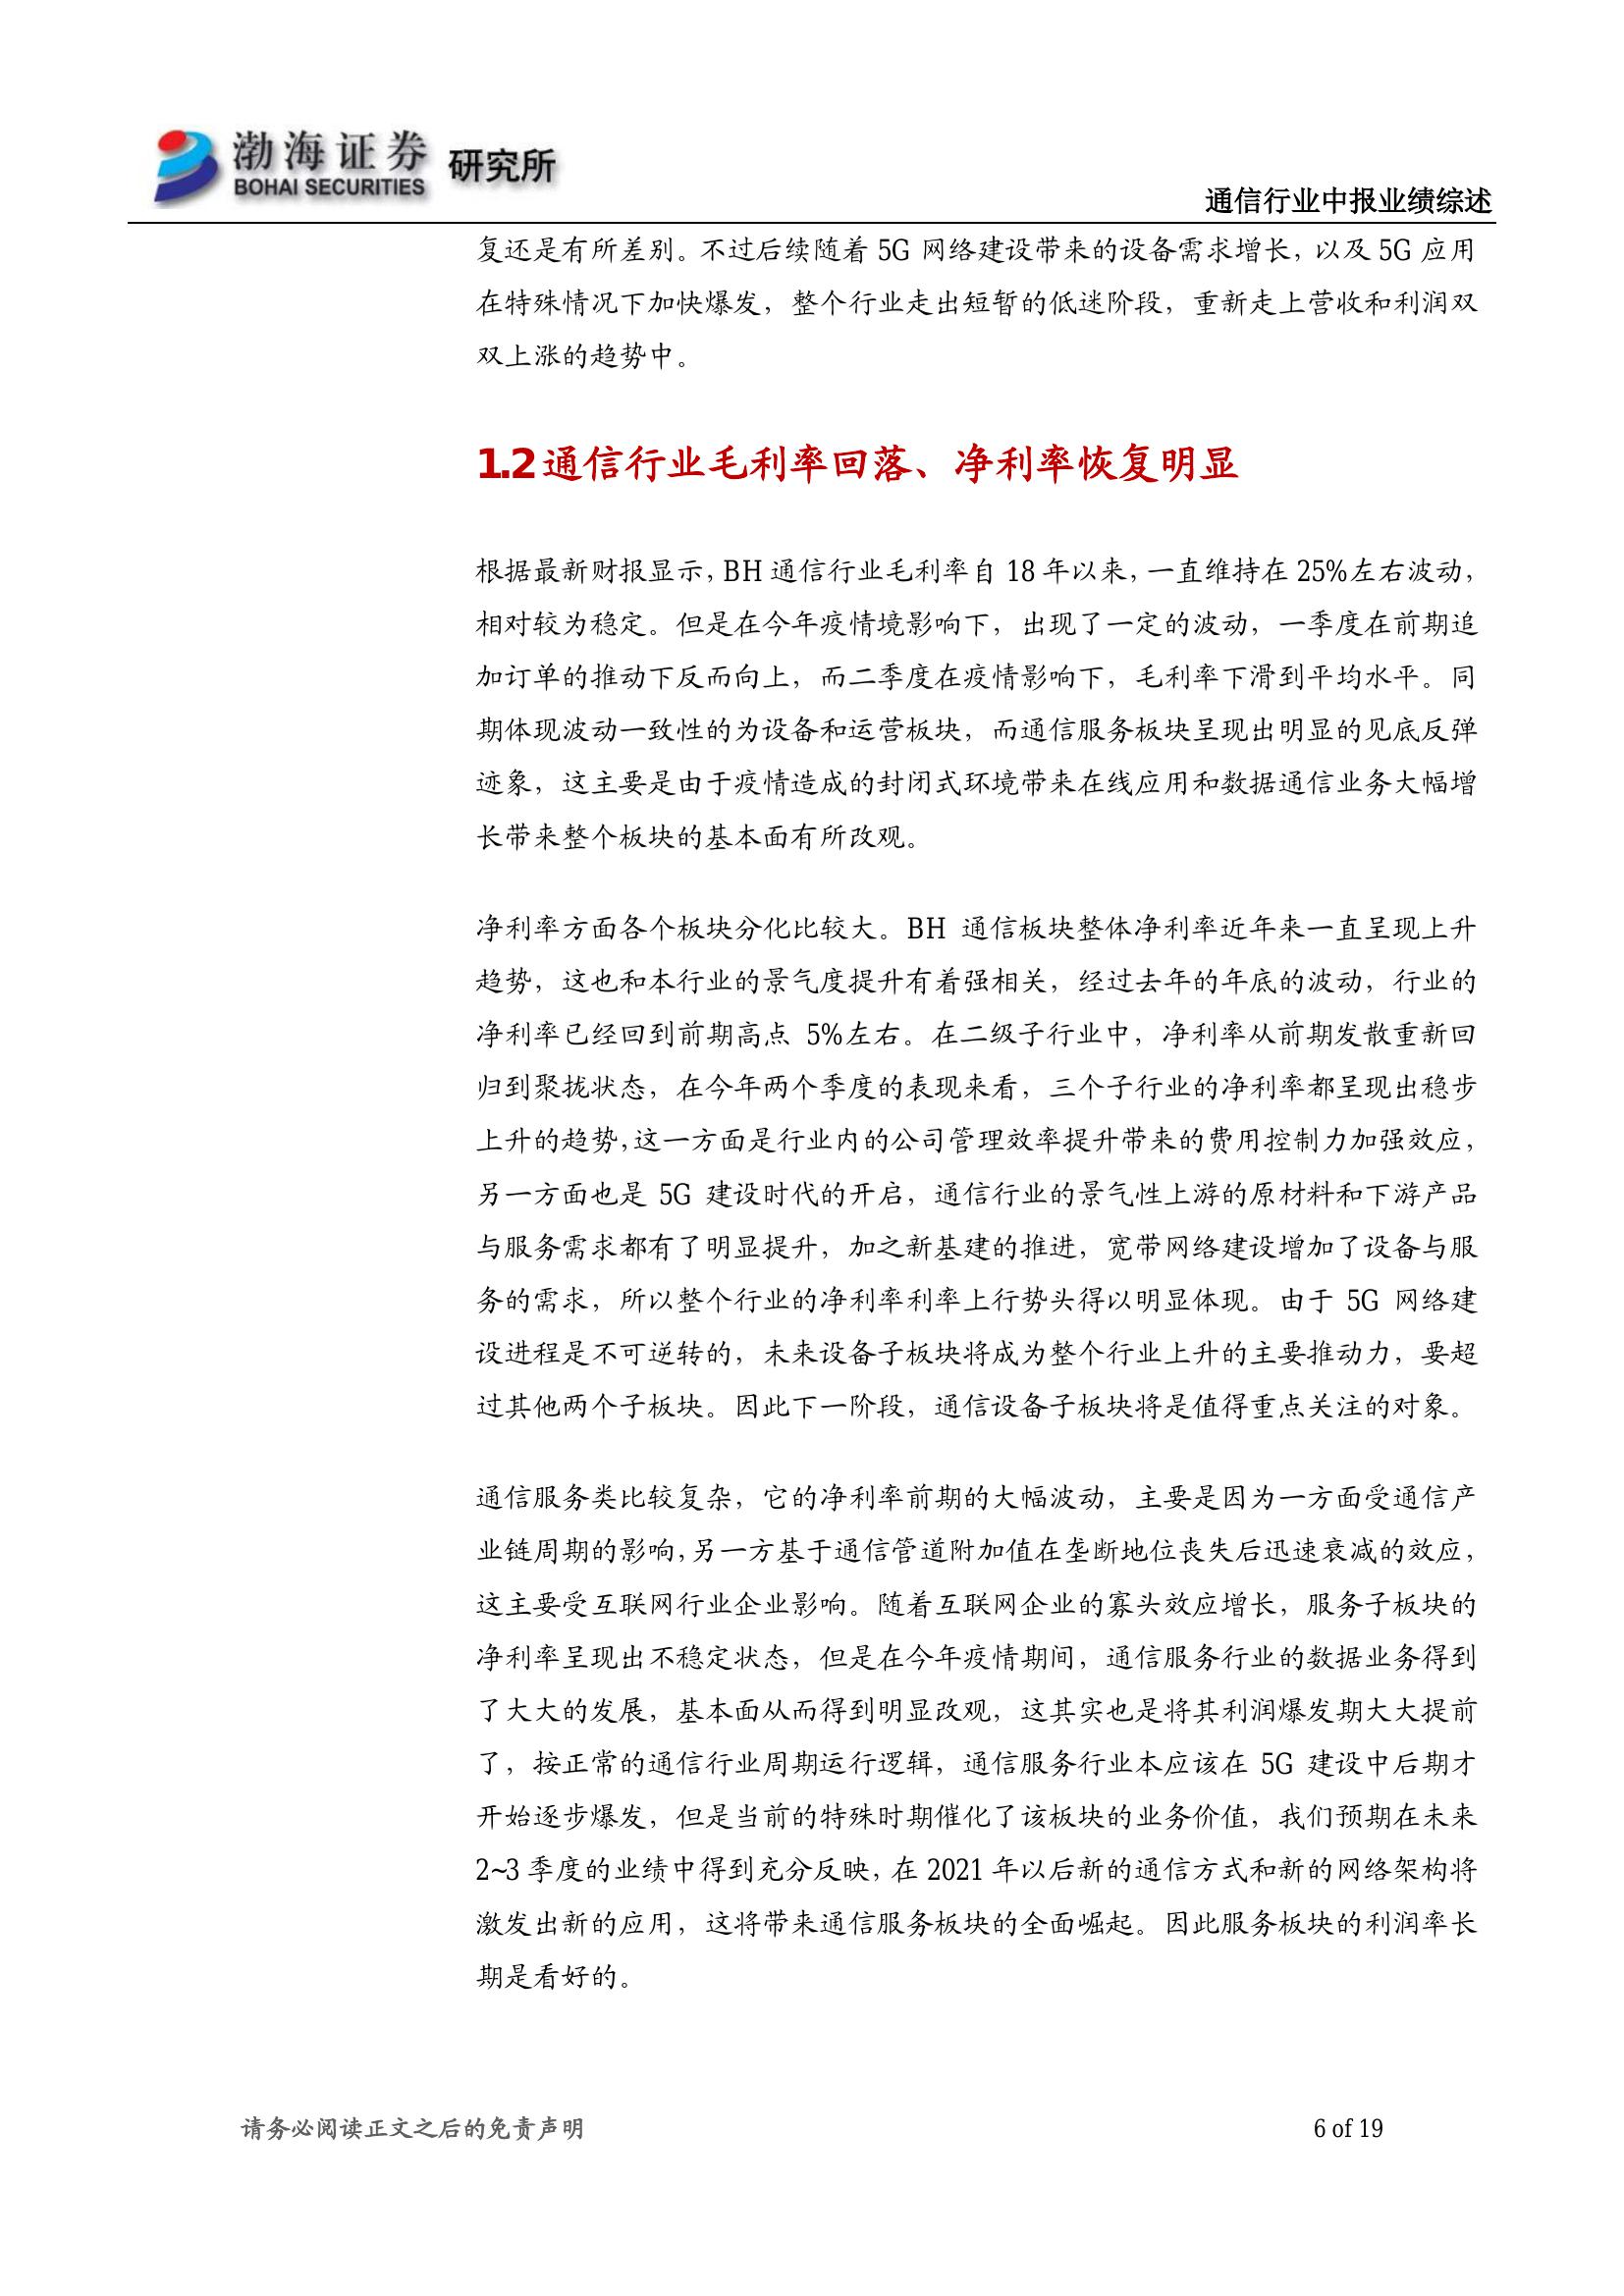 渤海证券
BOHAI SECURITIES
研究所
通信行业中报业绩综述
复还是有所差别。不过后续随着 5G 网络建设带来的设备需求增长，以及 5G 应用
在特殊情况下加快爆发，整个行业走出短暂的低迷阶段，重新走上营收和利润双
双上涨的趋势中。
1.2 通信行业毛利率回落、净利率恢复明显
根据最新财报显示，BH 通信行业毛利率自 18 年以来，一直维持在 25%左右波动，
相对较为稳定。但是在今年疫情境影响下，出现了一定的波动，一季度在前期追
加订单的推动下反而向上，而二季度在疫情影响下，毛利率下滑到平均水平。同
期体现波动一致性的为设备和运营板块，而通信服务板块呈现出明显的见底反弹
迹象，这主要是由于疫情造成的封闭式环境带来在线应用和数据通信业务大幅增
长带来整个板块的基本面有所改观。
净利率方面各个板块分化比较大。BH 通信板块整体净利率近年来一直呈现上升
趋势，这也和本行业的景气度提升有着强相关，经过去年的年底的波动，行业的
净利率已经回到前期高点 5%左右。在二级子行业中，净利率从前期发散重新回
归到聚拢状态，在今年两个季度的表现来看，三个子行业的净利率都呈现出稳步
上升的趋势，这一方面是行业内的公司管理效率提升带来的费用控制力加强效应，
另一方面也是 5G 建设时代的开启，通信行业的景气性上游的原材料和下游产品
与服务需求都有了明显提升，加之新基建的推进，宽带网络建设增加了设备与服
务的需求，所以整个行业的净利率利率上行势头得以明显体现。由于 5G 网络建
设进程是不可逆转的，未来设备子板块将成为整个行业上升的主要推动力，要超
过其他两个子板块。因此下一阶段，通信设备子板块将是值得重点关注的对象。
通信服务类比较复杂，它的净利率前期的大幅波动，主要是因为一方面受通信产
业链周期的影响，另一方基于通信管道附加值在垄断地位丧失后迅速衰减的效应，
这主要受互联网行业企业影响。随着互联网企业的寡头效应增长，服务子板块的
净利率呈现出不稳定状态，但是在今年疫情期间，通信服务行业的数据业务得到
了大大的发展，基本面从而得到明显改观，这其实也是将其利润爆发期大大提前
了，按正常的通信行业周期运行逻辑，通信服务行业本应该在 5G 建设中后期才
开始逐步爆发，但是当前的特殊时期催化了该板块的业务价值，我们预期在未来
2~3 季度的业绩中得到充分反映，在 2021 年以后新的通信方式和新的网络架构将
激发出新的应用，这将带来通信服务板块的全面崛起。因此服务板块的利润率长
期是看好的。
请务必阅读正文之后的免责声明
6 of 19